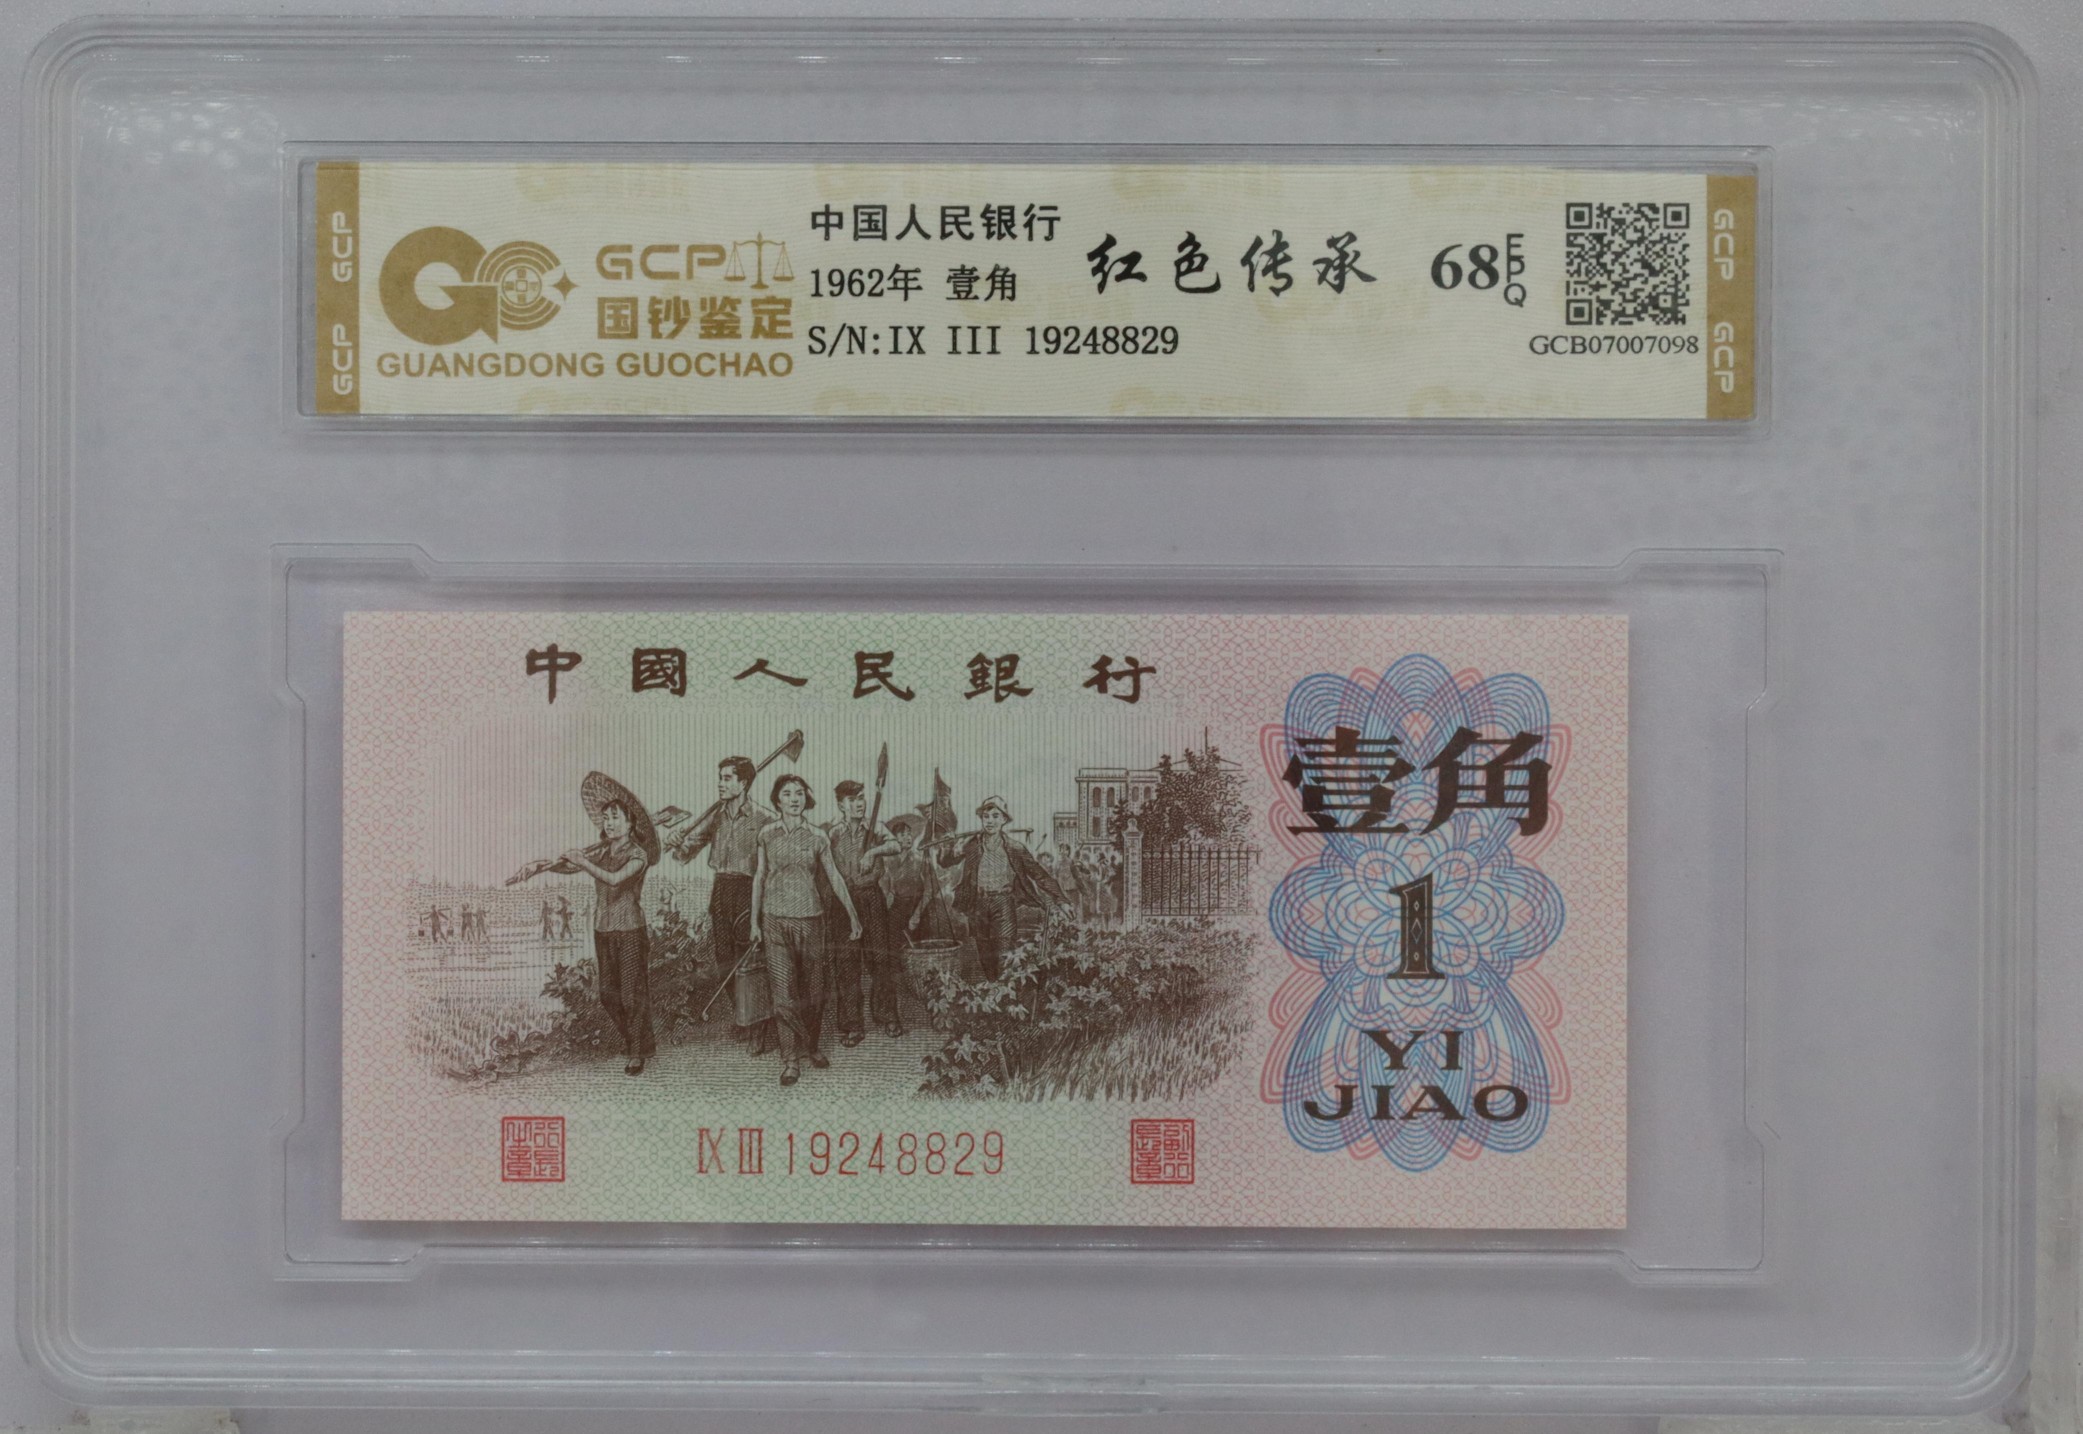 GCP
国钞鉴定
GUANGDONG GUOCHAO
中国人民银行
1962年 壹角
S/N:IX III 19248829
红色传承
68 EPQ
GCB07007098
GCP GCP
GCP GCP
中國人民銀行
壹角
1
YI
JIAO
IX III 19248829